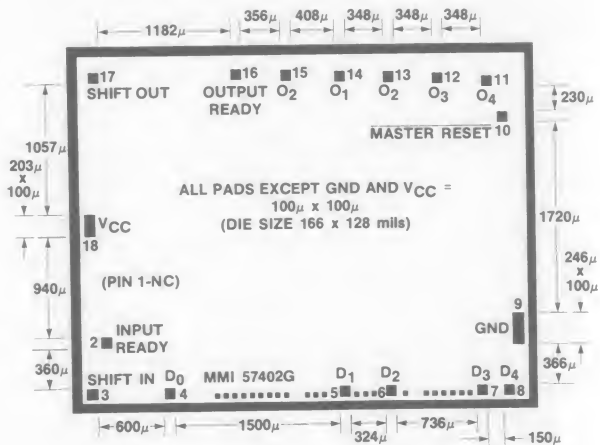 1182μ
356μ
408μ
348μ
348μ
348μ
17
SHIFT OUT
16
OUTPUT
READY
15
O2
14
O1
13
O2
12
O3
11
O4
230μ
MASTER RESET
10
1057μ
203μ
x
100μ
ALL PADS EXCEPT GND AND VCC =
100μ x 100μ
(DIE SIZE 166 x 128 mils)
VCC
18
1720μ
940μ
(PIN 1-NC)
246μ
x
100μ
9
GND
2
INPUT
READY
360μ
366μ
SHIFT IN
3
D0
4
MMI 57402G
D1
5
D2
6
D3
7
D4
8
600μ
1500μ
324μ
736μ
150μ